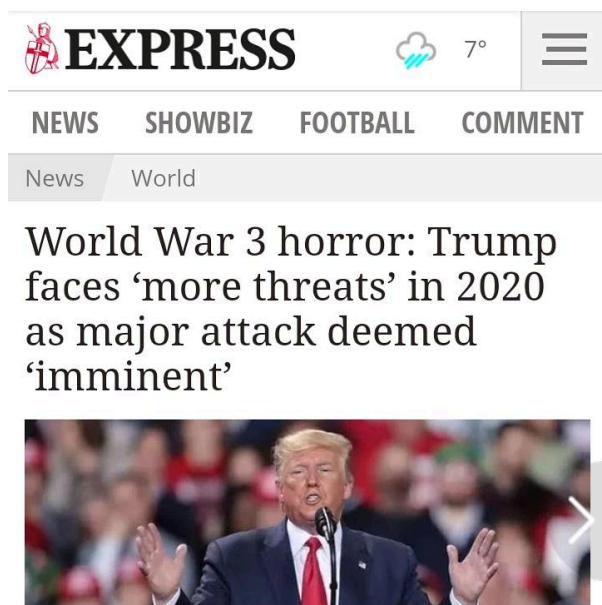 EXPRESS
7°
NEWS SHOWBIZ FOOTBALL COMMENT
News World
World War 3 horror: Trump
faces ‘more threats’ in 2020
as major attack deemed
‘imminent’